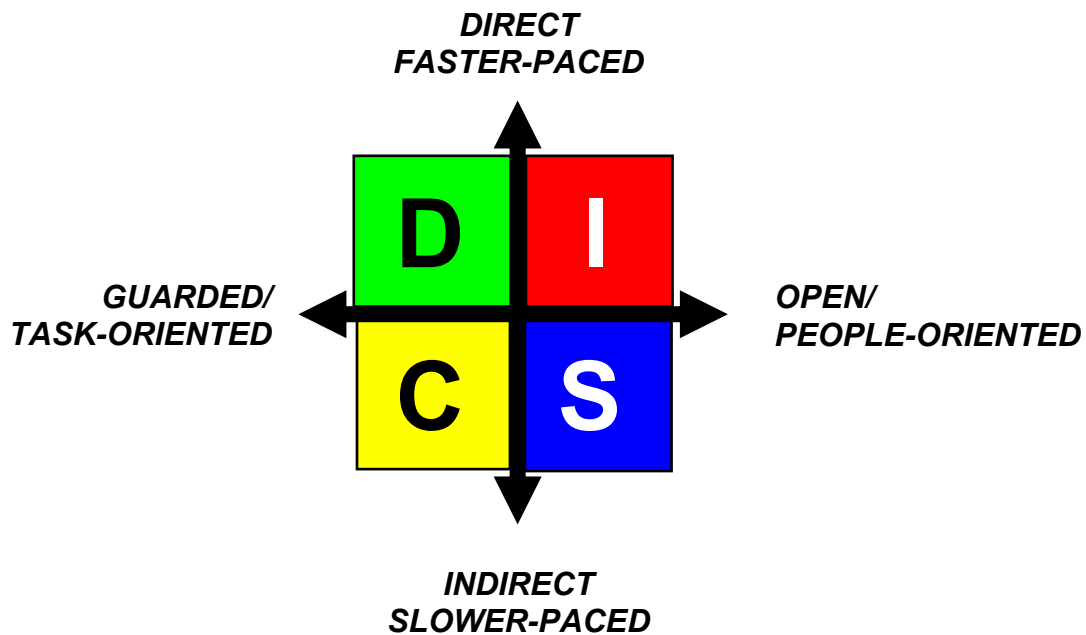 DIRECT
FASTER-PACED
D I
GUARDED/
TASK-ORIENTED
OPEN/
PEOPLE-ORIENTED
C S
INDIRECT
SLOWER-PACED